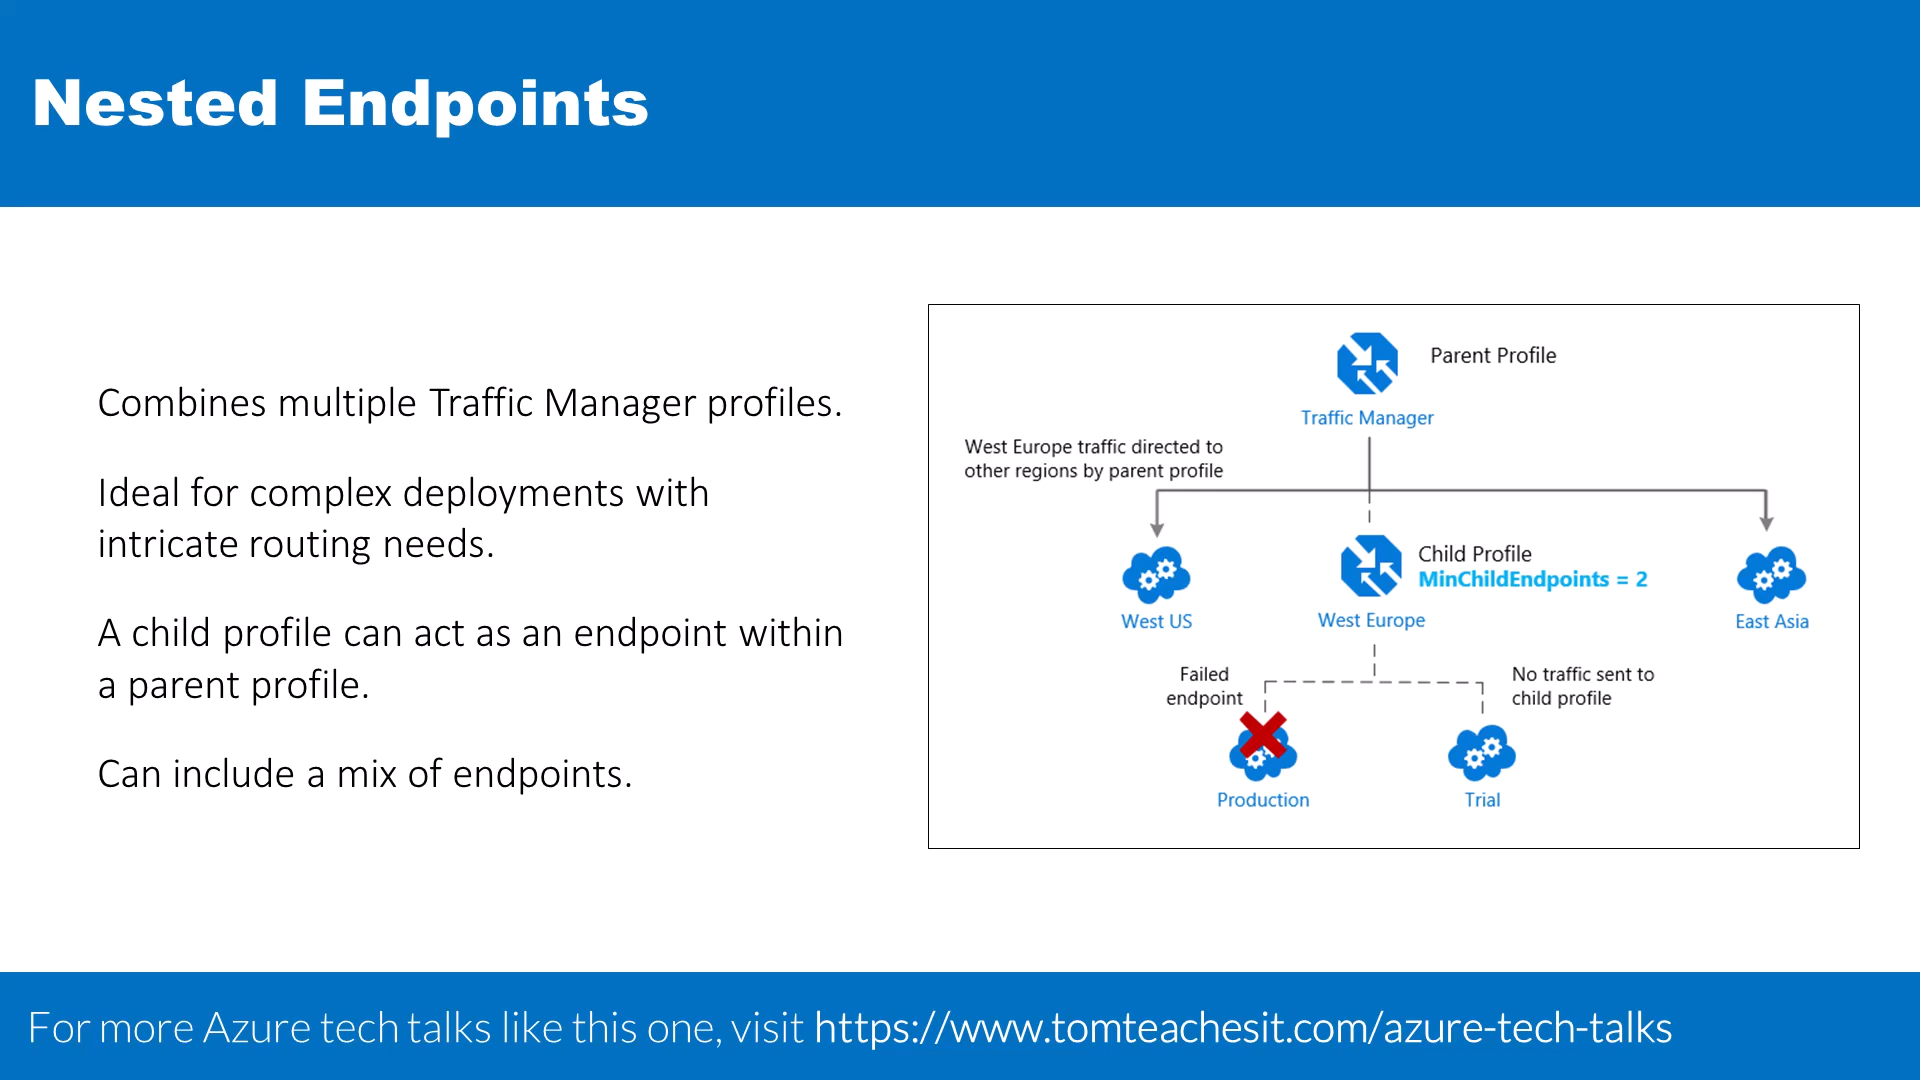 Nested Endpoints
Combines multiple Traffic Manager profiles.
Ideal for complex deployments with
intricate routing needs.
A child profile can act as an endpoint within
a parent profile.
Can include a mix of endpoints.
Parent Profile
Traffic Manager
West Europe traffic directed to
other regions by parent profile
Child Profile
MinChildEndpoints = 2
West US
West Europe
East Asia
Failed
endpoint
No traffic sent to
child profile
Production
Trial
For more Azure tech talks like this one, visit https://www.tomteachesit.com/azure-tech-talks